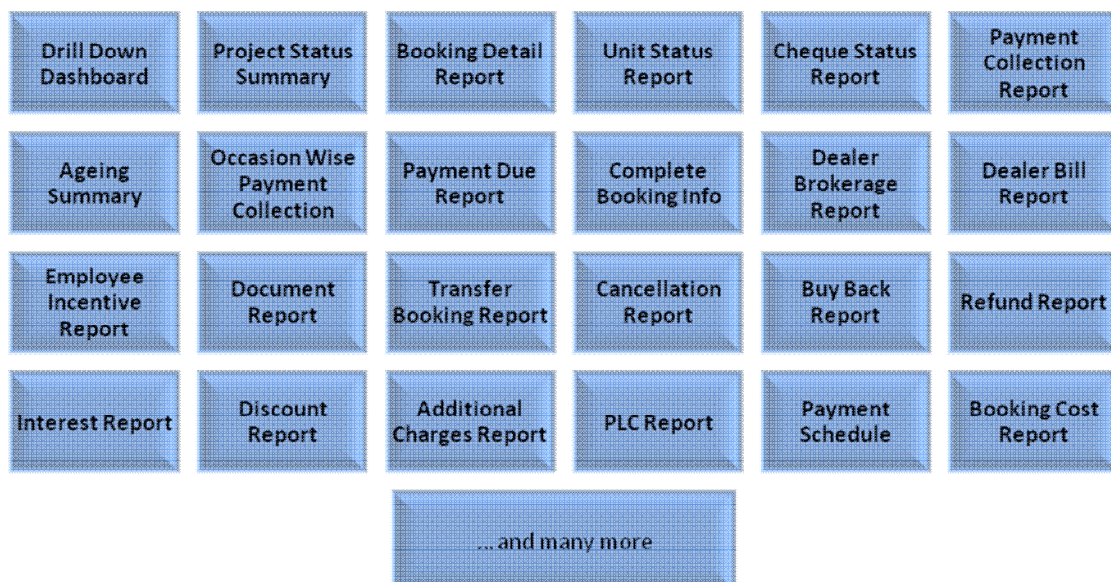 Drill Down
Dashboard
Project Status
Summary
Booking Detail
Report
Unit Status
Report
Cheque Status
Report
Payment
Collection
Report
Ageing
Summary
Occasion Wise
Payment
Collection
Payment Due
Report
Complete
Booking Info
Dealer
Brokerage
Report
Dealer Bill
Report
Employee
Incentive
Report
Document
Report
Transfer
Booking Report
Cancellation
Report
Buy Back
Report
Refund Report
Interest Report
Discount
Report
Additional
Charges Report
PLC Report
Payment
Schedule
Booking Cost
Report
...and many more